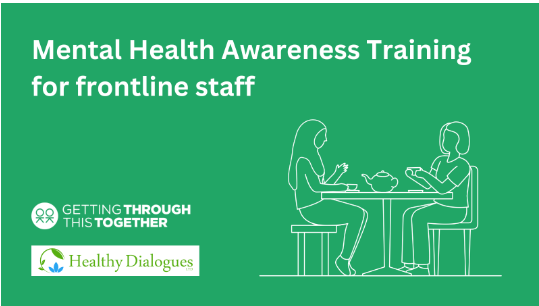 Mental Health Awareness Training
for frontline staff
GETTING THROUGH
THIS TOGETHER
Healthy Dialogues